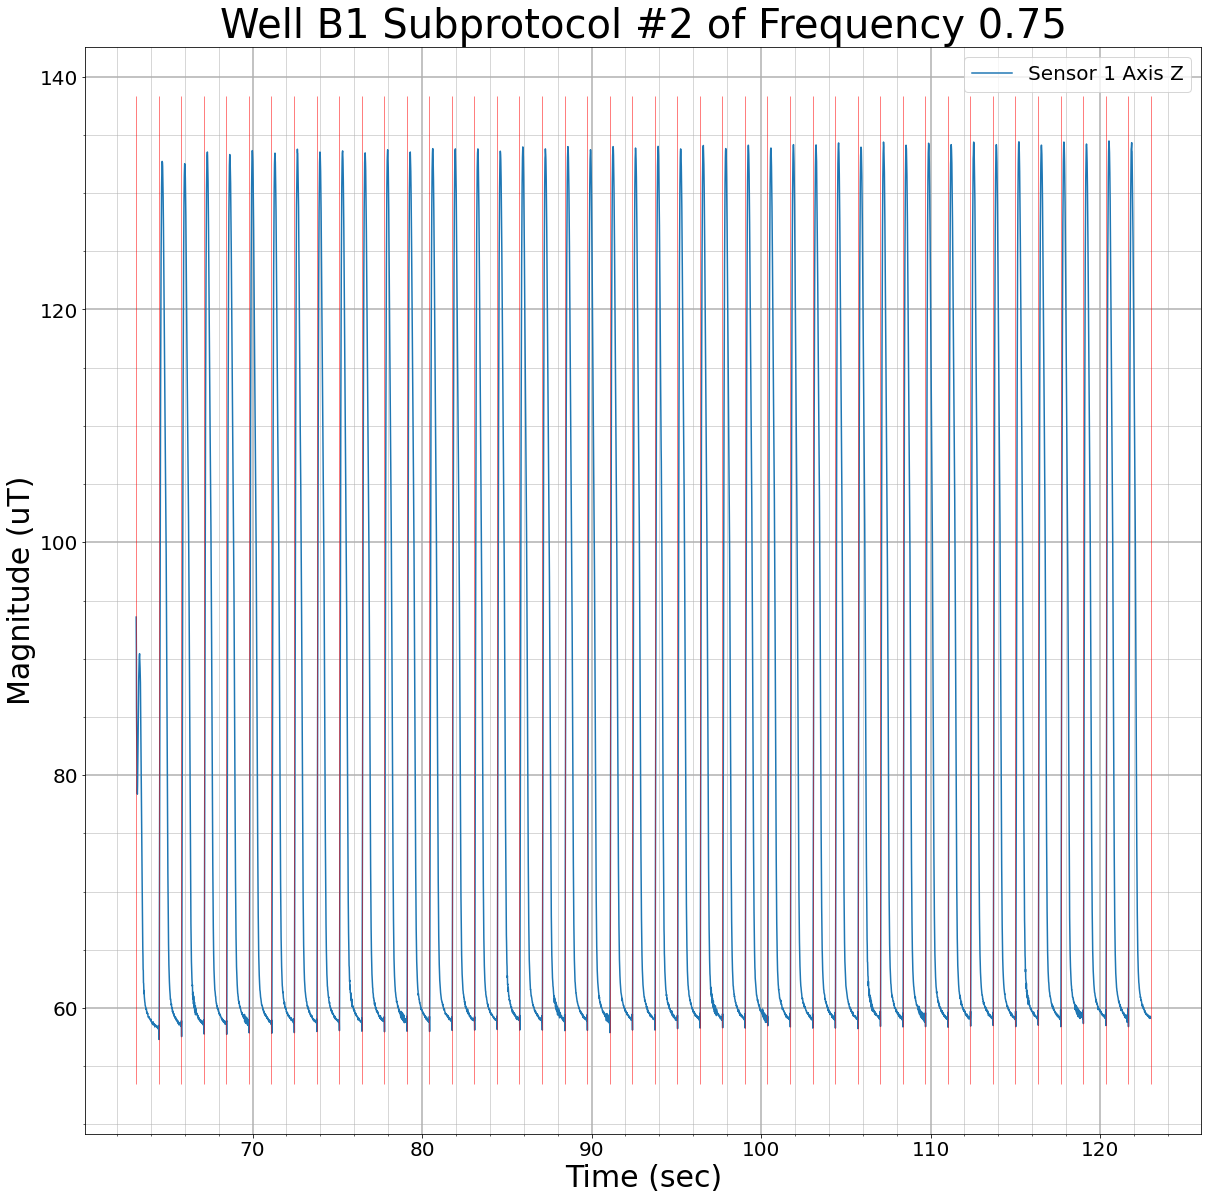 Well B1 Subprotocol #2 of Frequency 0.75
Sensor 1 Axis Z
140
120
100
80
60
Magnitude (uT)
70 80 90 100 110 120
Time (sec)